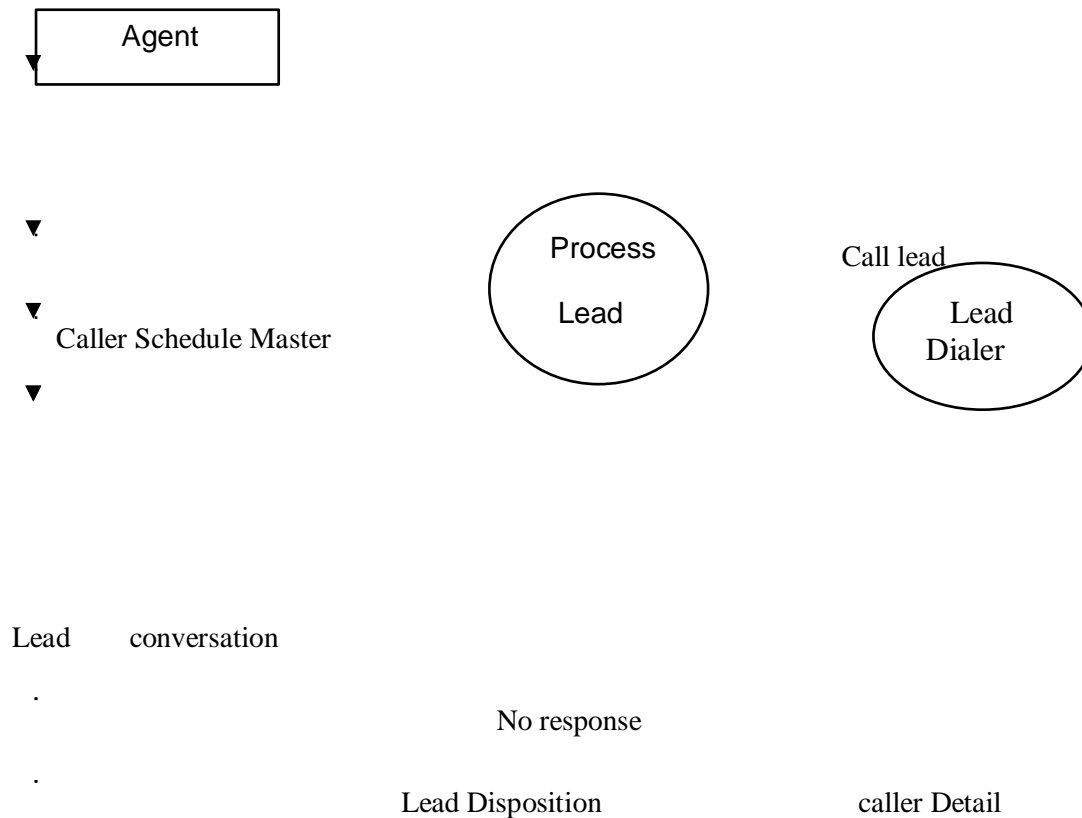 Agent
Process
Call lead
Lead
Lead
Caller Schedule Master
Dialer
Lead conversation
No response
Lead Disposition caller Detail